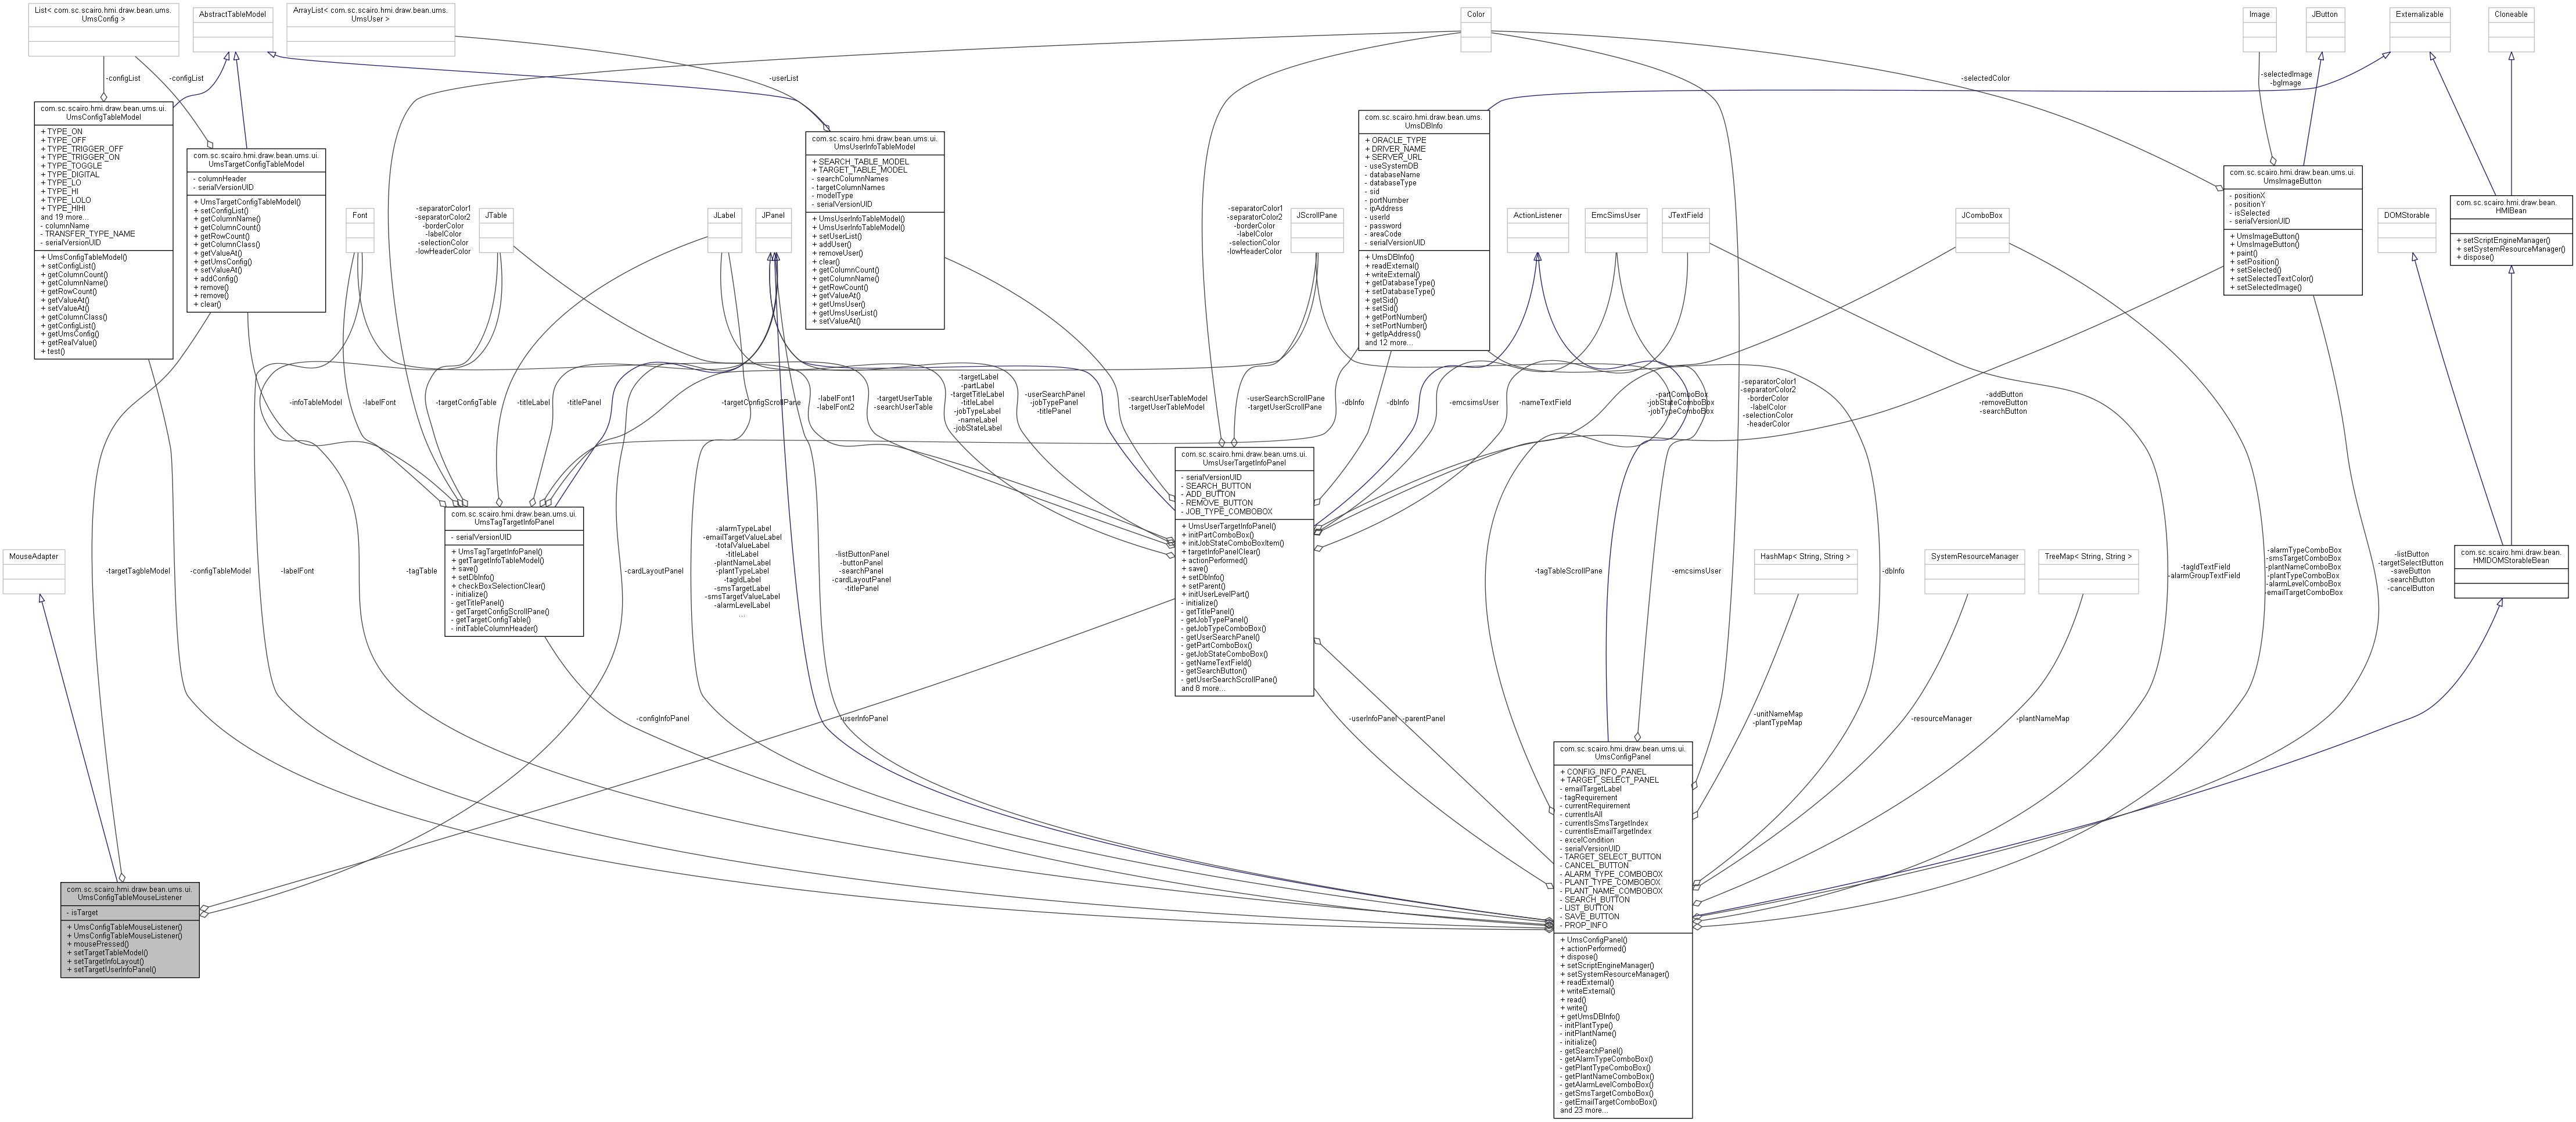 List< com.sc.scairo.hmi.draw.bean.ums.
UmsConfig >
AbstractTableModel
ArrayList< com.sc.scairo.hmi.draw.bean.ums.
UmsUser >
Color
Image
JButton
Externalizable
Cloneable
-configList
-configList
-userList
-selectedColor
-selectedImage
-bgImage
com.sc.scairo.hmi.draw.bean.ums.ui.
UmsConfigTableModel
+ TYPE_ON
+ TYPE_OFF
+ TYPE_TRIGGER_OFF
+ TYPE_TRIGGER_ON
+ TYPE_TOGGLE
+ TYPE_DIGITAL
+ TYPE_LO
+ TYPE_HI
+ TYPE_LOLO
+ TYPE_HIHI
and 19 more...
- columnName
- TRANSFER_TYPE_NAME
- serialVersionUID
+ UmsConfigTableModel()
+ setConfigList()
+ getColumnCount()
+ getColumnName()
+ getRowCount()
+ getValueAt()
+ setValueAt()
+ getColumnClass()
+ getConfigList()
+ getUmsConfig()
+ getRealValue()
+ test()
com.sc.scairo.hmi.draw.bean.ums.ui.
UmsTargetConfigTableModel
- columnHeader
- serialVersionUID
+ UmsTargetConfigTableModel()
+ setConfigList()
+ getColumnName()
+ getColumnCount()
+ getRowCount()
+ getColumnClass()
+ getValueAt()
+ getUmsConfig()
+ setValueAt()
+ addConfig()
+ remove()
+ remove()
+ clear()
com.sc.scairo.hmi.draw.bean.ums.ui.
UmsUserInfoTableModel
+ SEARCH_TABLE_MODEL
+ TARGET_TABLE_MODEL
- searchColumnNames
- targetColumnNames
- modelType
- serialVersionUID
+ UmsUserInfoTableModel()
+ UmsUserInfoTableModel()
+ setUserList()
+ addUser()
+ removeUser()
+ clear()
+ getColumnCount()
+ getColumnName()
+ getRowCount()
+ getValueAt()
+ getUmsUser()
+ getUmsUserList()
+ setValueAt()
com.sc.scairo.hmi.draw.bean.ums.
UmsDBInfo
+ ORACLE_TYPE
+ DRIVER_NAME
+ SERVER_URL
- useSystemDB
- databaseName
- databaseType
- sid
- portNumber
- ipAddress
- userId
- password
- areaCode
- serialVersionUID
+ UmsDBInfo()
+ readExternal()
+ writeExternal()
+ getDatabaseType()
+ setDatabaseType()
+ getSid()
+ setSid()
+ getPortNumber()
+ setPortNumber()
+ getIpAddress()
and 12 more...
com.sc.scairo.hmi.draw.bean.ums.ui.
UmsImageButton
- positionX
- positionY
- isSelected
- serialVersionUID
+ UmsImageButton()
+ UmsImageButton()
+ paint()
+ setPosition()
+ setSelected()
+ setSelectedTextColor()
+ setSelectedImage()
com.sc.scairo.hmi.draw.bean.
HMIBean
+ setScriptEngineManager()
+ setSystemResourceManager()
+ dispose()
Font
-separatorColor1
-separatorColor2
-borderColor
-labelColor
-selectionColor
-lowHeaderColor
JTable
JLabel
JPanel
-separatorColor1
-separatorColor2
-borderColor
-labelColor
-selectionColor
-lowHeaderColor
JScrollPane
ActionListener
EmcSimsUser
JTextField
JComboBox
DOMStorable
-infoTableModel
-labelFont
-targetConfigTable
-titleLabel
-titlePanel
-targetConfigScrollPane
-labelFont1
-labelFont2
-targetUserTable
-searchUserTable
-targetLabel
-partLabel
-targetTitleLabel
-titleLabel
-jobTypeLabel
-nameLabel
-jobStateLabel
-userSearchPanel
-jobTypePanel
-titlePanel
-searchUserTableModel
-targetUserTableModel
-userSearchScrollPane
-targetUserScrollPane
-dbInfo
-dbInfo
-emcsimsUser
-nameTextField
-partComboBox
-jobStateComboBox
-jobTypeComboBox
-separatorColor1
-separatorColor2
-borderColor
-labelColor
-selectionColor
-headerColor
-addButton
-removeButton
-searchButton
com.sc.scairo.hmi.draw.bean.ums.ui.
UmsUserTargetInfoPanel
- serialVersionUID
- SEARCH_BUTTON
- ADD_BUTTON
- REMOVE_BUTTON
- JOB_TYPE_COMBOBOX
+ UmsUserTargetInfoPanel()
+ initPartComboBox()
+ initJobStateComboBoxItem()
+ targetInfoPanelClear()
+ actionPerformed()
+ save()
+ setDbInfo()
+ setParent()
+ initUserLevelPart()
- initialize()
- getTitlePanel()
- getJobTypePanel()
- getJobTypeComboBox()
- getUserSearchPanel()
- getPartComboBox()
- getJobStateComboBox()
- getNameTextField()
- getSearchButton()
- getUserSearchScrollPane()
and 8 more...
com.sc.scairo.hmi.draw.bean.ums.ui.
UmsTagTargetInfoPanel
- serialVersionUID
+ UmsTagTargetInfoPanel()
+ getTargetInfoTableModel()
+ save()
+ setDbInfo()
+ checkBoxSelectionClear()
- initialize()
- getTitlePanel()
- getTargetConfigScrollPane()
- getTargetConfigTable()
- initTableColumnHeader()
MouseAdapter
-targetTagbleModel
-configTableModel
-labelFont
-tagTable
-cardLayoutPanel
-alarmTypeLabel
-emailTargetValueLabel
-totalValueLabel
-titleLabel
-plantNameLabel
-plantTypeLabel
-tagIdLabel
-smsTargetLabel
-smsTargetValueLabel
-alarmLevelLabel
...
-listButtonPanel
-buttonPanel
-searchPanel
-cardLayoutPanel
-titlePanel
-tagTableScrollPane
-emcsimsUser
HashMap< String, String >
-dbInfo
SystemResourceManager
TreeMap< String, String >
-tagIdTextField
-alarmGroupTextField
-alarmTypeComboBox
-smsTargetComboBox
-plantNameComboBox
-plantTypeComboBox
-alarmLevelComboBox
-emailTargetComboBox
-listButton
-targetSelectButton
-saveButton
-searchButton
-cancelButton
com.sc.scairo.hmi.draw.bean.
HMIDOMStorableBean
-configInfoPanel
-userInfoPanel
-userInfoPanel
-parentPanel
-unitNameMap
-plantTypeMap
-resourceManager
-plantNameMap
com.sc.scairo.hmi.draw.bean.ums.ui.
UmsConfigPanel
+ CONFIG_INFO_PANEL
+ TARGET_SELECT_PANEL
- emailTargetLabel
- tagRequirement
- currentRequirement
- currentIsAll
- currentIsSmsTargetIndex
- currentIsEmailTargetIndex
- excelCondition
- serialVersionUID
- TARGET_SELECT_BUTTON
- CANCEL_BUTTON
- ALARM_TYPE_COMBOBOX
- PLANT_TYPE_COMBOBOX
- PLANT_NAME_COMBOBOX
- SEARCH_BUTTON
- LIST_BUTTON
- SAVE_BUTTON
- PROP_INFO
+ UmsConfigPanel()
+ actionPerformed()
+ dispose()
+ setScriptEngineManager()
+ setSystemResourceManager()
+ readExternal()
+ writeExternal()
+ read()
+ write()
+ getUmsDBInfo()
- initPlantType()
- initPlantName()
- initialize()
- getSearchPanel()
- getAlarmTypeComboBox()
- getPlantTypeComboBox()
- getPlantNameComboBox()
- getAlarmLevelComboBox()
- getSmsTargetComboBox()
- getEmailTargetComboBox()
and 23 more...
com.sc.scairo.hmi.draw.bean.ums.ui.
UmsConfigTableMouseListener
- isTarget
+ UmsConfigTableMouseListener()
+ UmsConfigTableMouseListener()
+ mousePressed()
+ setTargetTableModel()
+ setTargetInfoLayout()
+ setTargetUserInfoPanel()